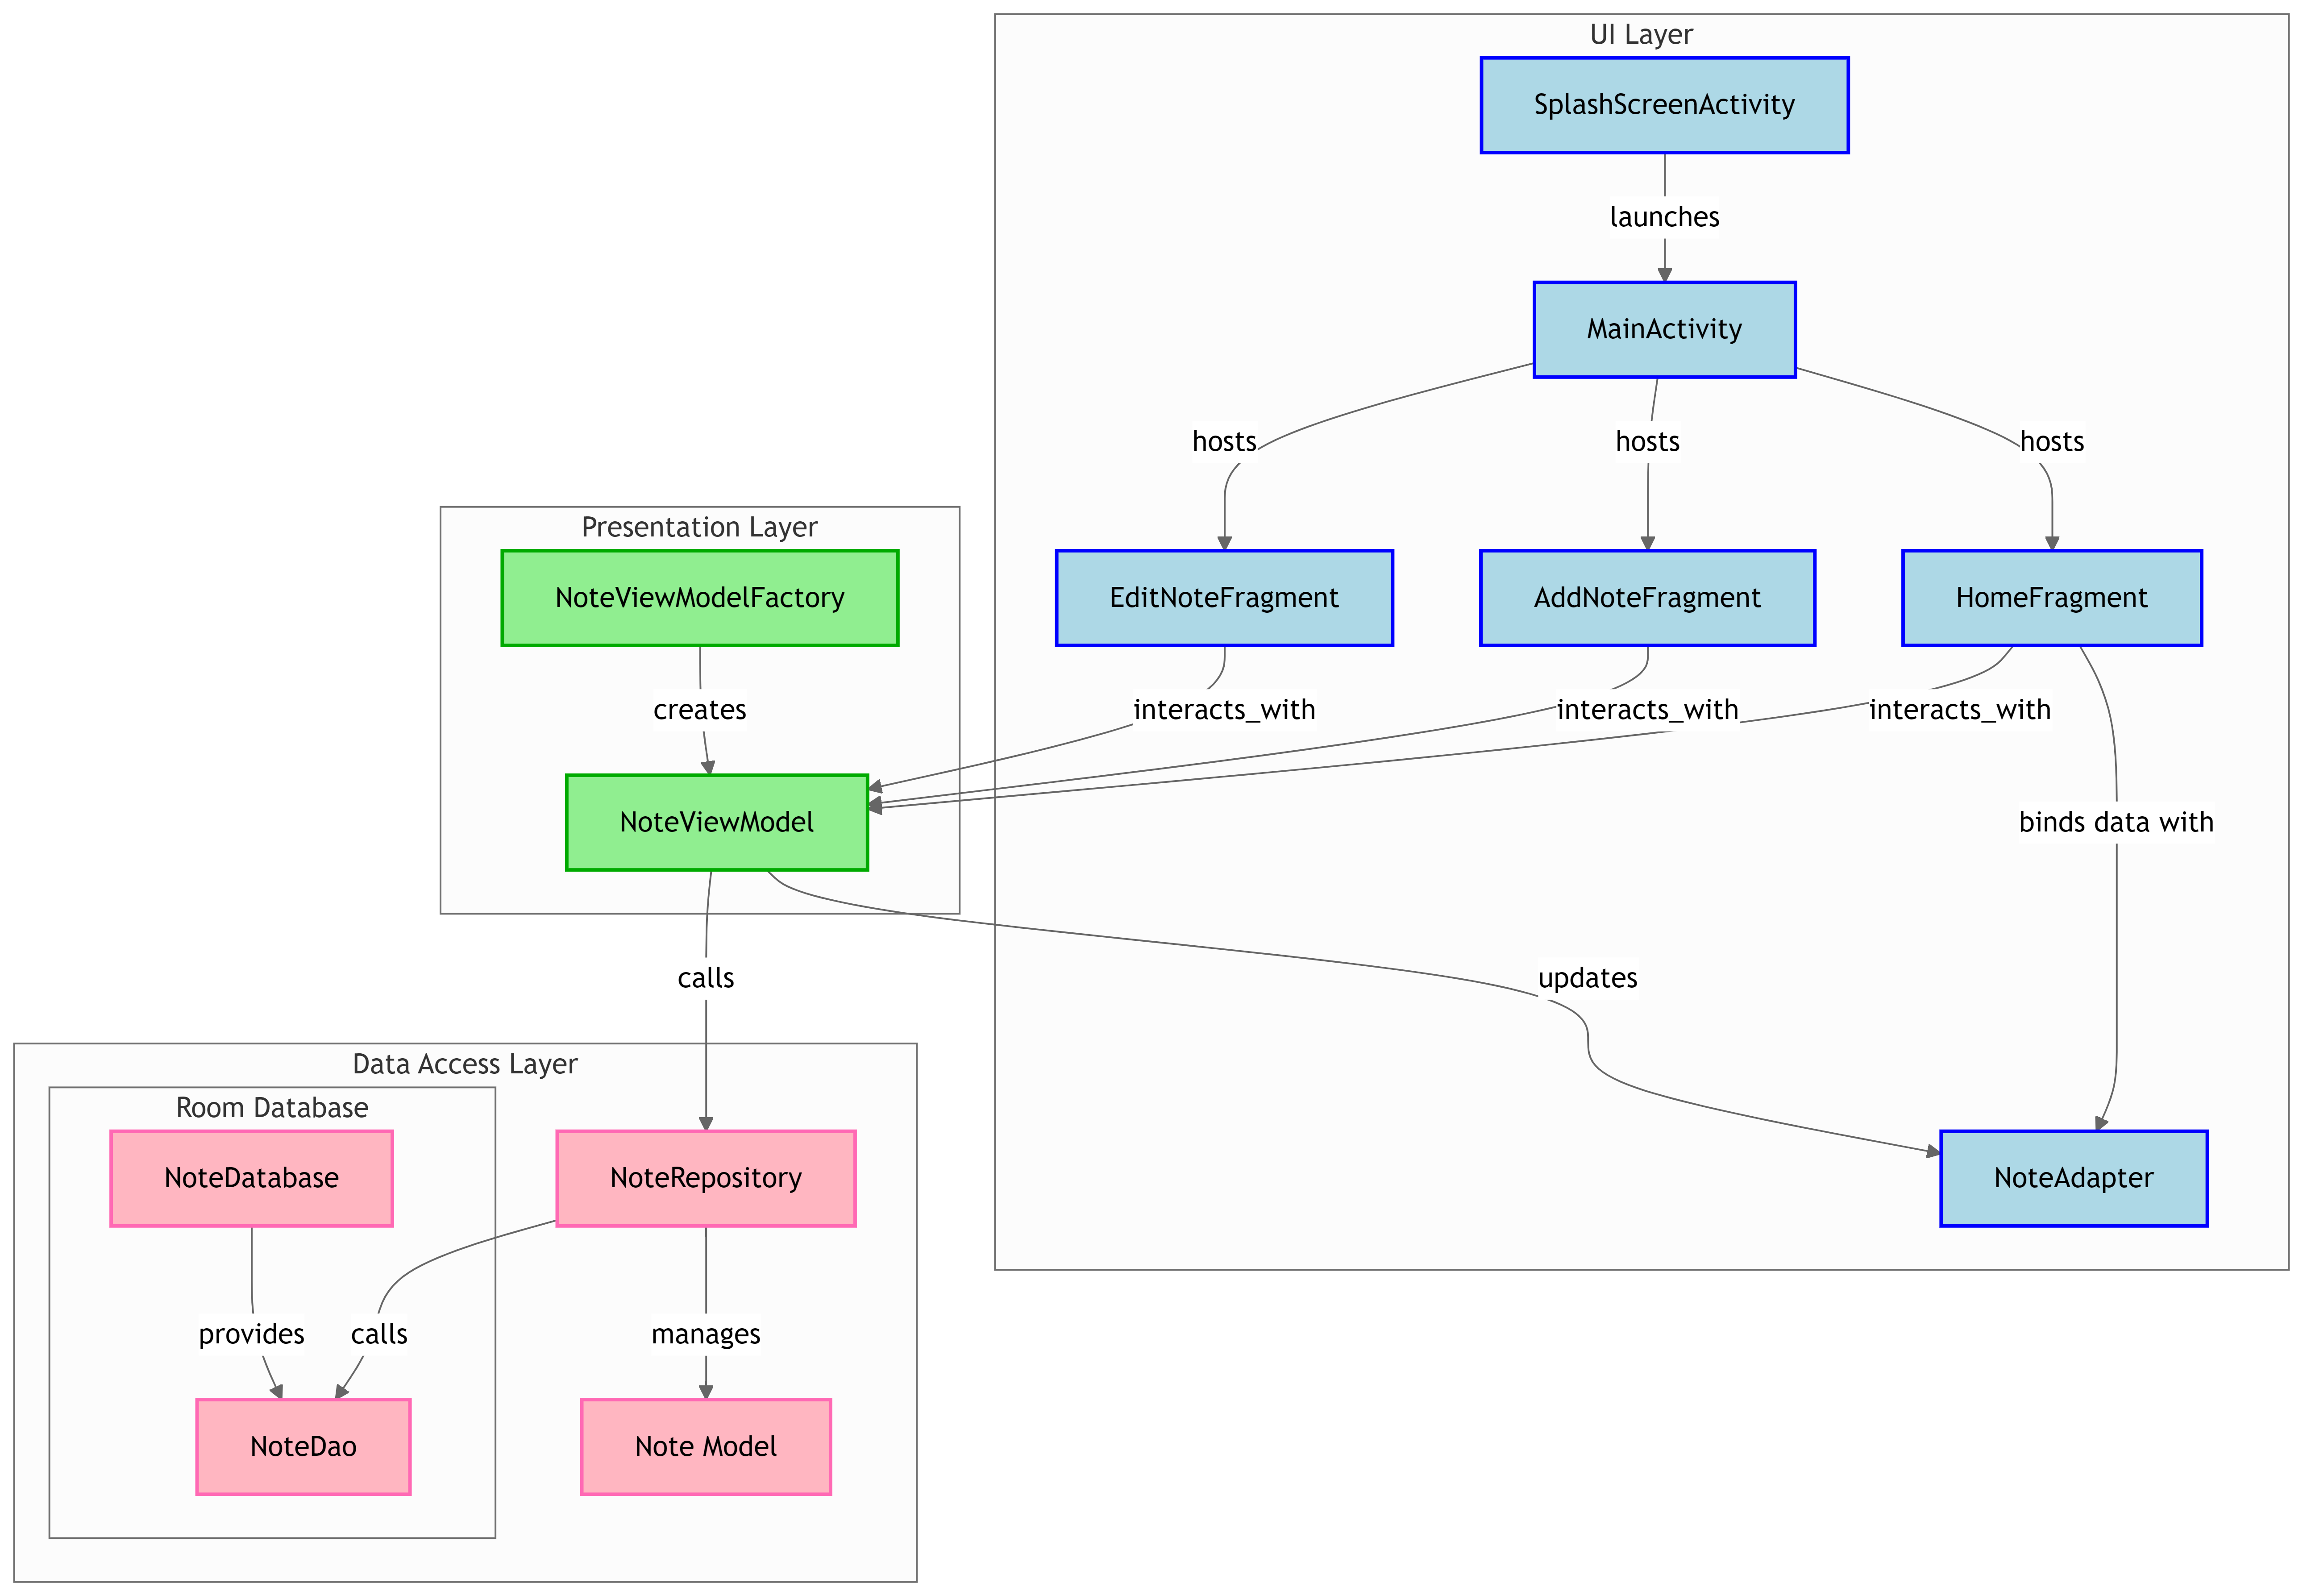 UI Layer
SplashScreenActivity
launches
MainActivity
hosts
hosts
hosts
Presentation Layer
NoteViewModelFactory
EditNoteFragment
AddNoteFragment
HomeFragment
creates
interacts_with
interacts_with
interacts_with
NoteViewModel
binds data with
calls
updates
Data Access Layer
Room Database
NoteDatabase
NoteRepository
NoteAdapter
provides
calls
manages
NoteDao
Note Model